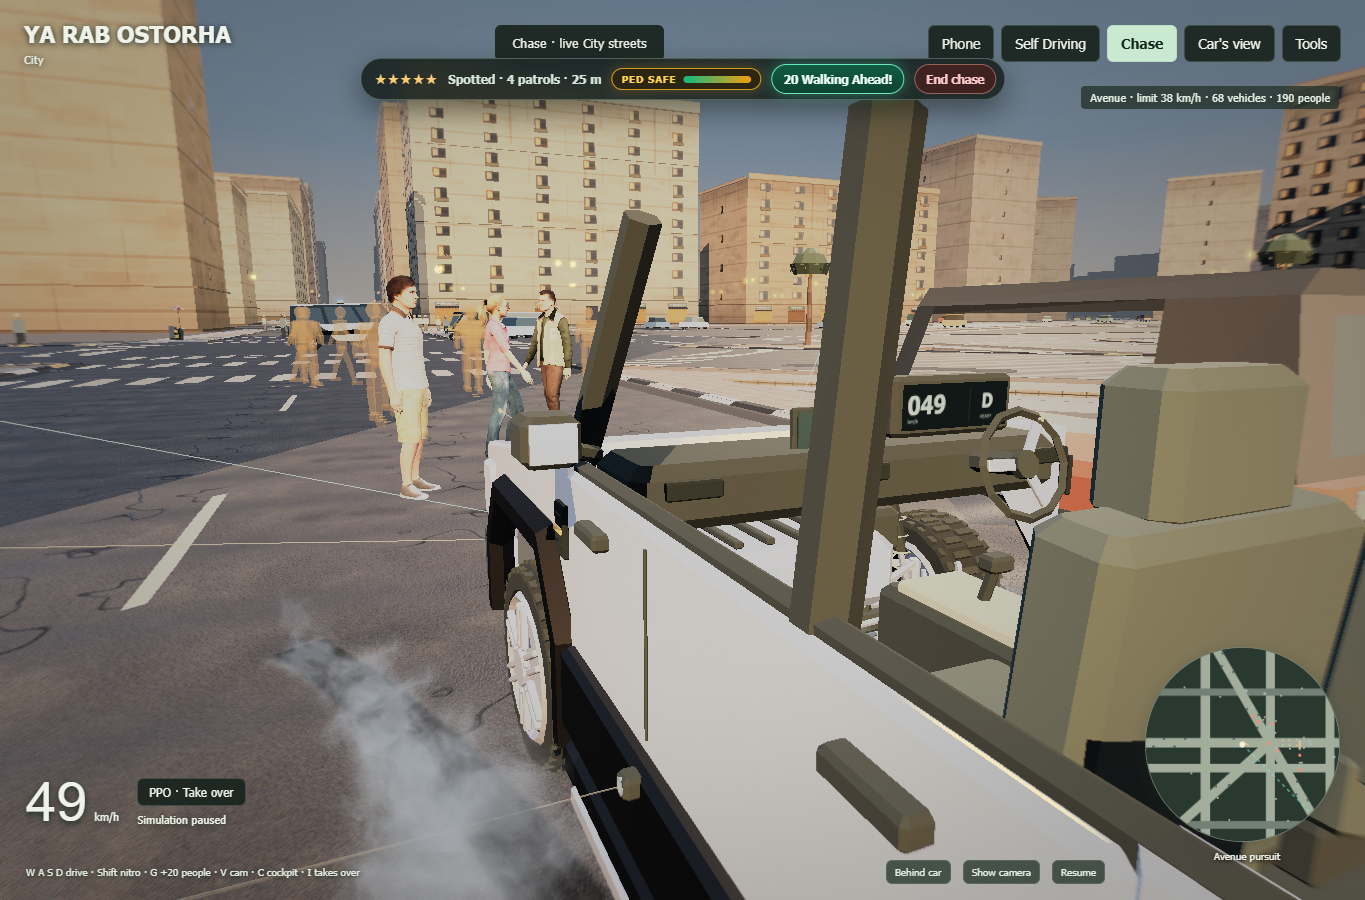 YA RAB OSTORHA
City
Chase · live City streets
Phone
Self Driving
Chase
Car's view
Tools
★★★★★
Spotted · 4 patrols · 25 m
PED SAFE
20 Walking Ahead!
End chase
Avenue · limit 38 km/h · 68 vehicles · 190 people
049
km/h
D
49 km/h
PPO · Take over
Simulation paused
W A S D drive · Shift nitro · G +20 people · V cam · C cockpit · I takes over
Behind car
Show camera
Resume
Avenue pursuit